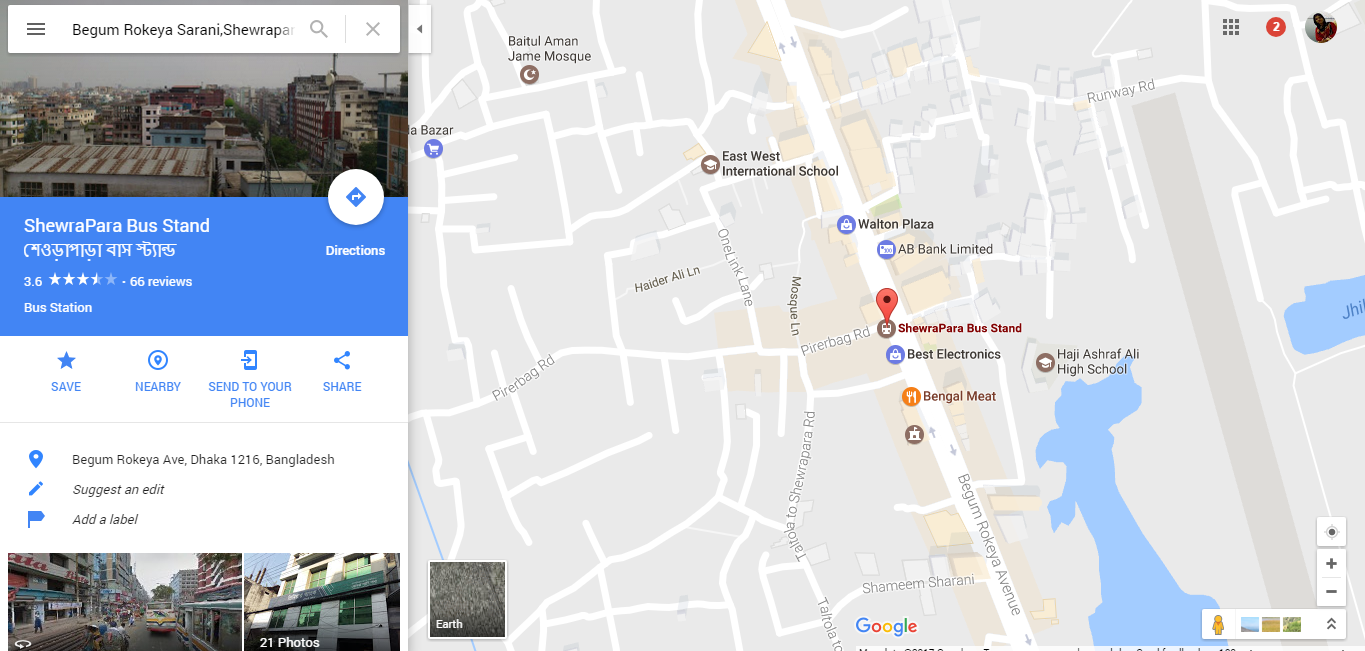 Begum Rokeya Sarani,Shewrapar
ShewraPara Bus Stand
শেওড়াপাড়া বাস স্ট্যান্ড
3.6 · 66 reviews
Bus Station
Directions
SAVE
NEARBY
SEND TO YOUR
PHONE
SHARE
Begum Rokeya Ave, Dhaka 1216, Bangladesh
Suggest an edit
Add a label
21 Photos
2
Baitul Aman
Jame Mosque
la Bazar
East West
International School
Runway Rd
Walton Plaza
AB Bank Limited
OneLink Lane
Haider Ali Ln
Mosque Ln
Pirerbag Rd
ShewraPara Bus Stand
Best Electronics
Jhil
Haji Ashraf Ali
High School
Pirerbag Rd
Bengal Meat
Taltola to Shewrapara Rd
Begum Rokeya Avenue
Shameem Sharani
Taltola to
Earth
Google